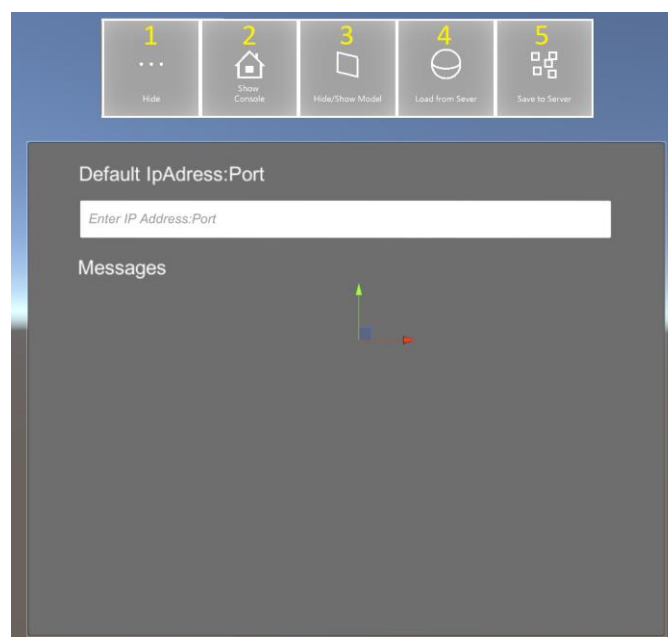 1 2 3 4 5
...
Hide
Show
Console
Hide/Show Model
Load from Sever
Save to Server
Default IpAdress:Port
Enter IP Address:Port
Messages